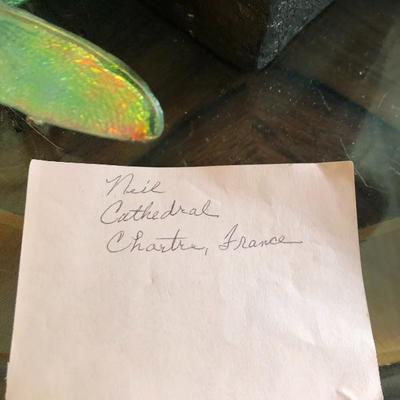 Neil
Cathedral
Chartre, France